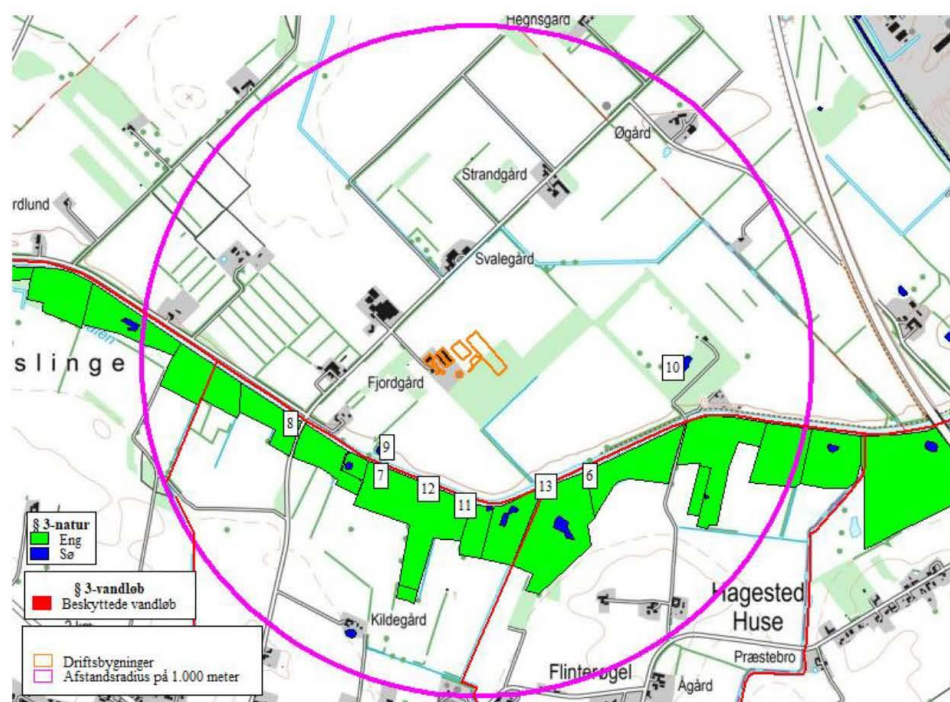 Hegnsgård
Øgård
Strandgård
rdlund
Svalegård
slinge
Fjordgård
10
8
9
7
12
11
13
6
§ 3-natur
Eng
Sø
§ 3-vandløb
Beskyttede vandløb
Driftsbygninger
Afstandsradius på 1.000 meter
Kildegård
Hagested
Huse
Præstebro
Flinterøgel
Ågård